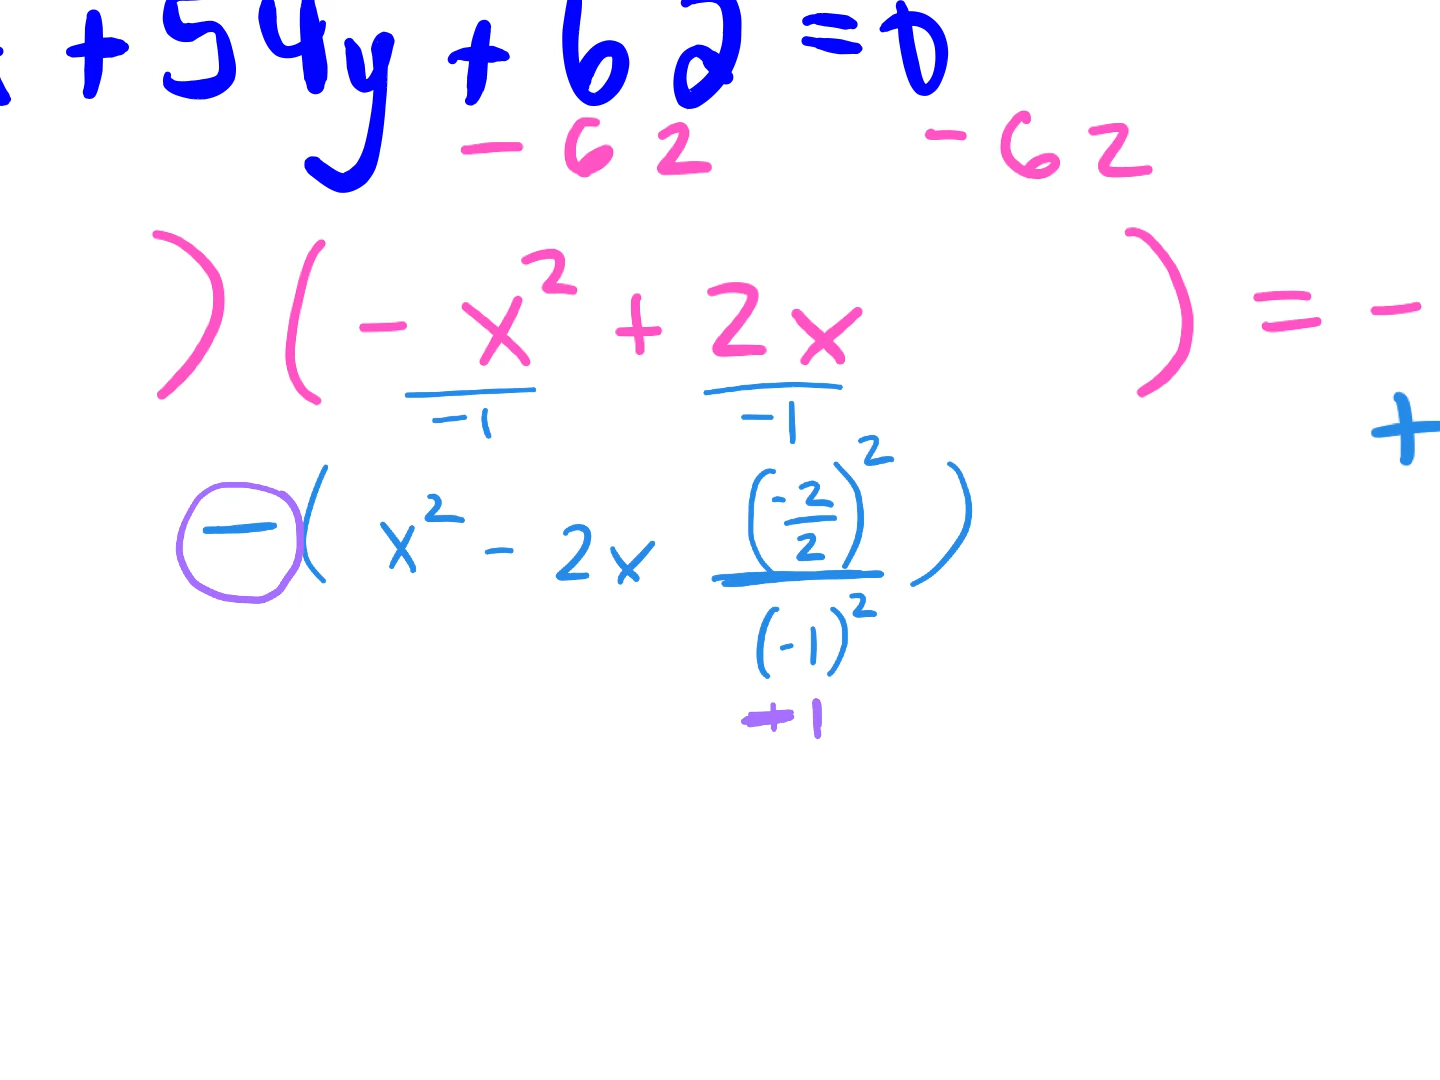 + 54y + 62 = 0
- 62 - 62
) ( - x² + 2x ) = -
-1 -1 +
- ( x² - 2x (-2/2)² )
(-1)²
+1